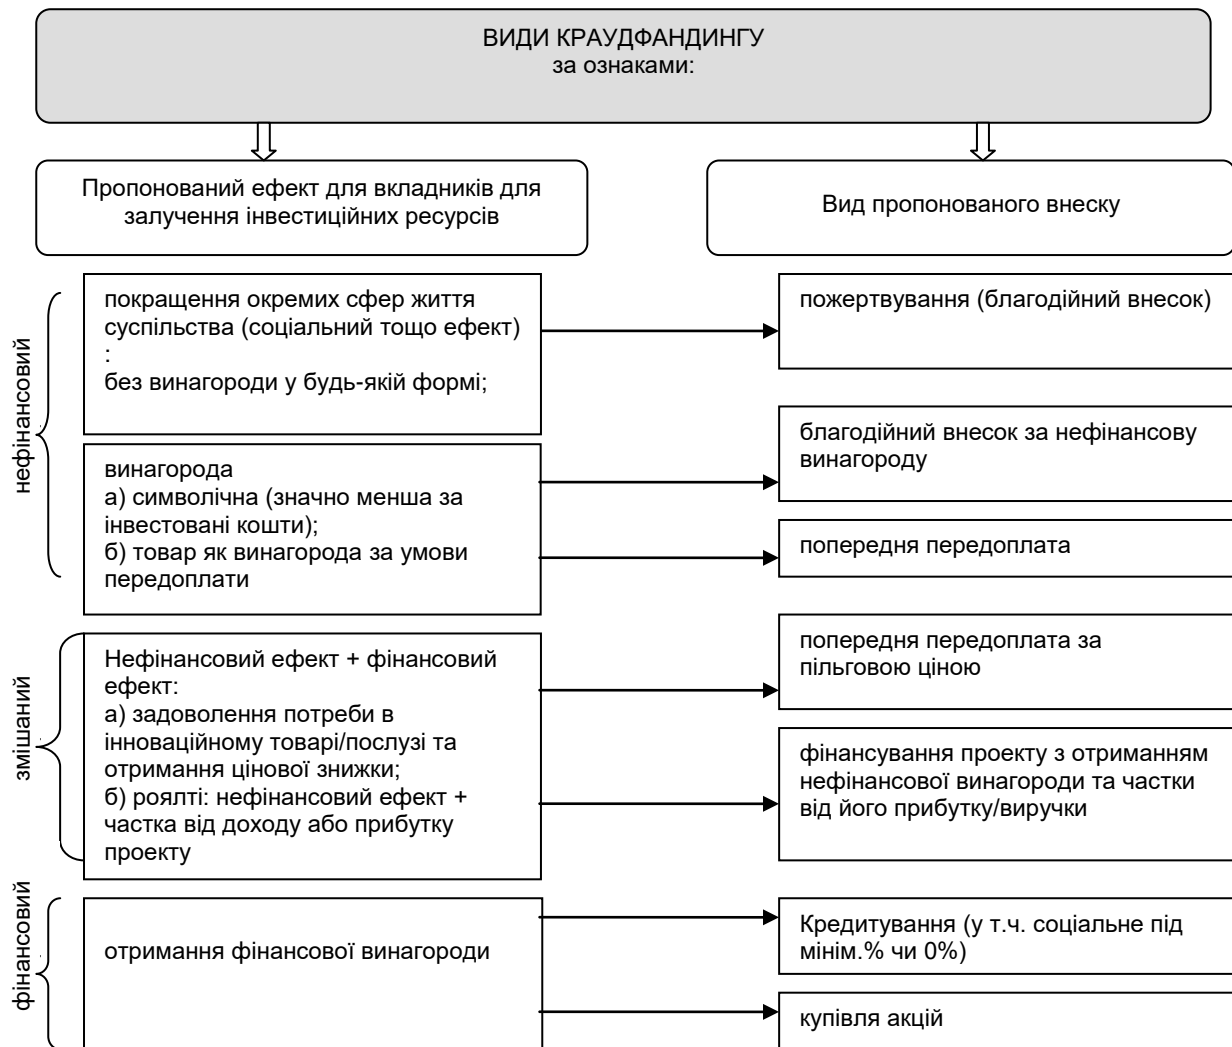 ВИДИ КРАУДФАНДИНГУ
за ознаками:
Пропонований ефект для вкладників для
залучення інвестиційних ресурсів
Вид пропонованого внеску
нефінансовий
покращення окремих сфер життя
суспільства (соціальний тощо ефект)
:
без винагороди у будь-якій формі;
пожертвування (благодійний внесок)
винагорода
а) символічна (значно менша за
інвестовані кошти);
б) товар як винагорода за умови
передоплати
благодійний внесок за нефінансову
винагороду
попередня передоплата
змішаний
Нефінансовий ефект + фінансовий
ефект:
а) задоволення потреби в
інноваційному товарі/послузі та
отримання цінової знижки;
б) роялті: нефінансовий ефект +
частка від доходу або прибутку
проекту
попередня передоплата за
пільговою ціною
фінансування проекту з отриманням
нефінансової винагороди та частки
від його прибутку/виручки
фінансовий
отримання фінансової винагороди
Кредитування (у т.ч. соціальне під
мінім.% чи 0%)
купівля акцій